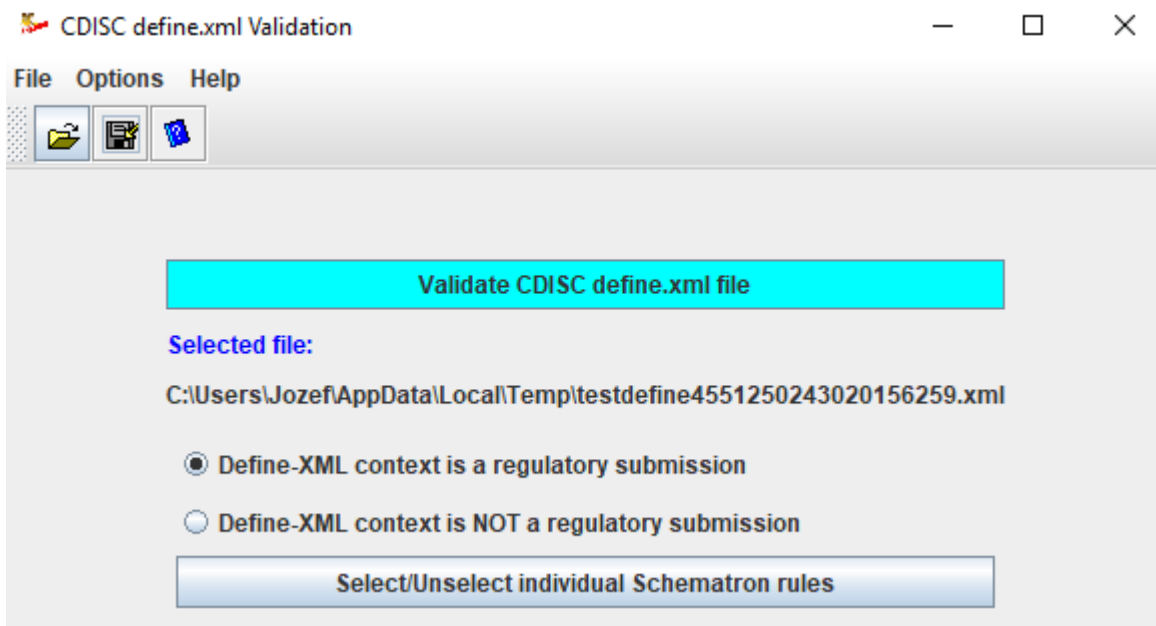 CDISC define.xml Validation
File Options Help
Validate CDISC define.xml file
Selected file:
C:\Users\Jozef\AppData\Local\Temp\testdefine4551250243020156259.xml
Define-XML context is a regulatory submission
Define-XML context is NOT a regulatory submission
Select/Unselect individual Schematron rules